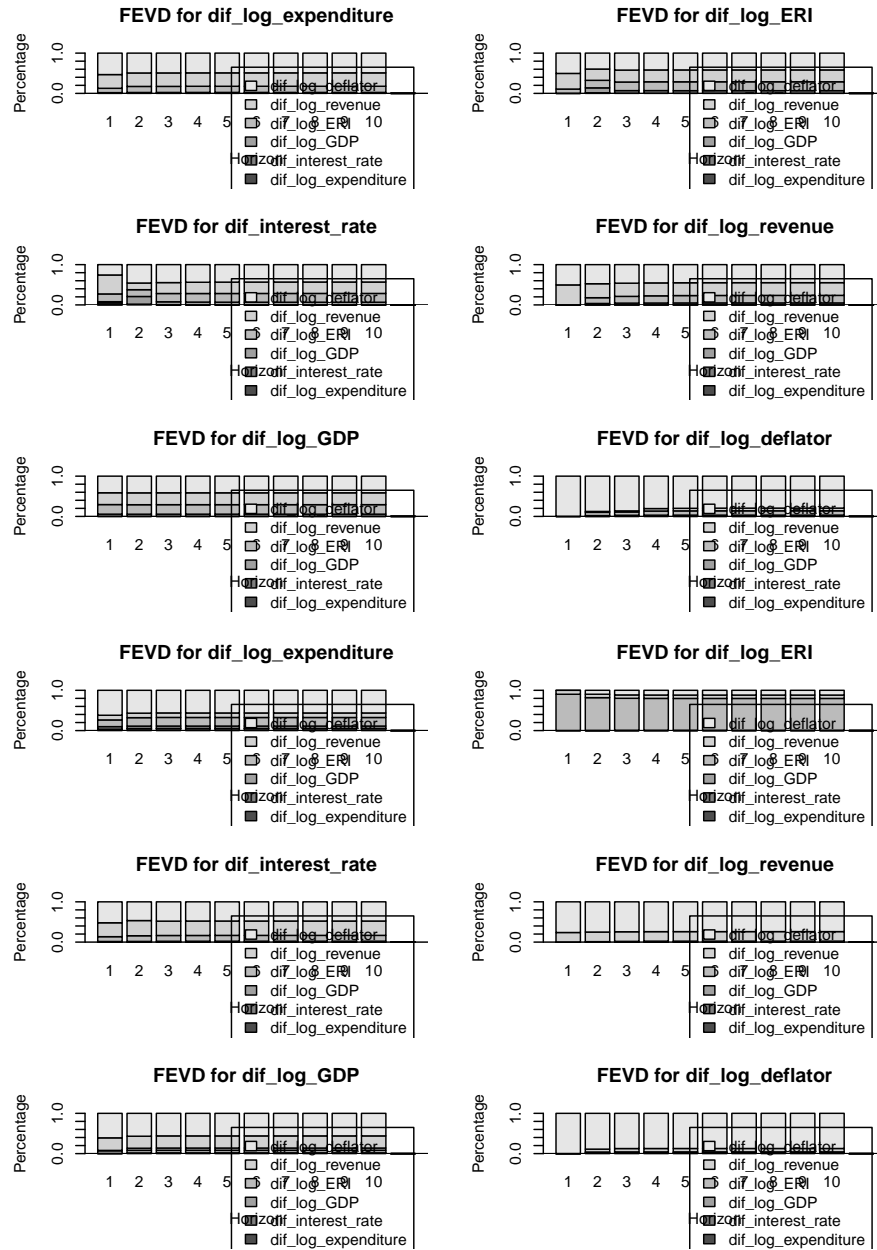 FEVD for dif_log_expenditure
Percentage
0.0 1.0
1 2 3 4 5 6 7 8 9 10
Horizon
dif_log_deflator
dif_log_revenue
dif_log_ERI
dif_log_GDP
dif_interest_rate
dif_log_expenditure
FEVD for dif_log_ERI
Percentage
0.0 1.0
1 2 3 4 5 6 7 8 9 10
Horizon
dif_log_deflator
dif_log_revenue
dif_log_ERI
dif_log_GDP
dif_interest_rate
dif_log_expenditure
FEVD for dif_interest_rate
Percentage
0.0 1.0
1 2 3 4 5 6 7 8 9 10
Horizon
dif_log_deflator
dif_log_revenue
dif_log_ERI
dif_log_GDP
dif_interest_rate
dif_log_expenditure
FEVD for dif_log_revenue
Percentage
0.0 1.0
1 2 3 4 5 6 7 8 9 10
Horizon
dif_log_deflator
dif_log_revenue
dif_log_ERI
dif_log_GDP
dif_interest_rate
dif_log_expenditure
FEVD for dif_log_GDP
Percentage
0.0 1.0
1 2 3 4 5 6 7 8 9 10
Horizon
dif_log_deflator
dif_log_revenue
dif_log_ERI
dif_log_GDP
dif_interest_rate
dif_log_expenditure
FEVD for dif_log_deflator
Percentage
0.0 1.0
1 2 3 4 5 6 7 8 9 10
Horizon
dif_log_deflator
dif_log_revenue
dif_log_ERI
dif_log_GDP
dif_interest_rate
dif_log_expenditure
FEVD for dif_log_expenditure
Percentage
0.0 1.0
1 2 3 4 5 6 7 8 9 10
Horizon
dif_log_deflator
dif_log_revenue
dif_log_ERI
dif_log_GDP
dif_interest_rate
dif_log_expenditure
FEVD for dif_log_ERI
Percentage
0.0 1.0
1 2 3 4 5 6 7 8 9 10
Horizon
dif_log_deflator
dif_log_revenue
dif_log_ERI
dif_log_GDP
dif_interest_rate
dif_log_expenditure
FEVD for dif_interest_rate
Percentage
0.0 1.0
1 2 3 4 5 6 7 8 9 10
Horizon
dif_log_deflator
dif_log_revenue
dif_log_ERI
dif_log_GDP
dif_interest_rate
dif_log_expenditure
FEVD for dif_log_revenue
Percentage
0.0 1.0
1 2 3 4 5 6 7 8 9 10
Horizon
dif_log_deflator
dif_log_revenue
dif_log_ERI
dif_log_GDP
dif_interest_rate
dif_log_expenditure
FEVD for dif_log_GDP
Percentage
0.0 1.0
1 2 3 4 5 6 7 8 9 10
Horizon
dif_log_deflator
dif_log_revenue
dif_log_ERI
dif_log_GDP
dif_interest_rate
dif_log_expenditure
FEVD for dif_log_deflator
Percentage
0.0 1.0
1 2 3 4 5 6 7 8 9 10
Horizon
dif_log_deflator
dif_log_revenue
dif_log_ERI
dif_log_GDP
dif_interest_rate
dif_log_expenditure